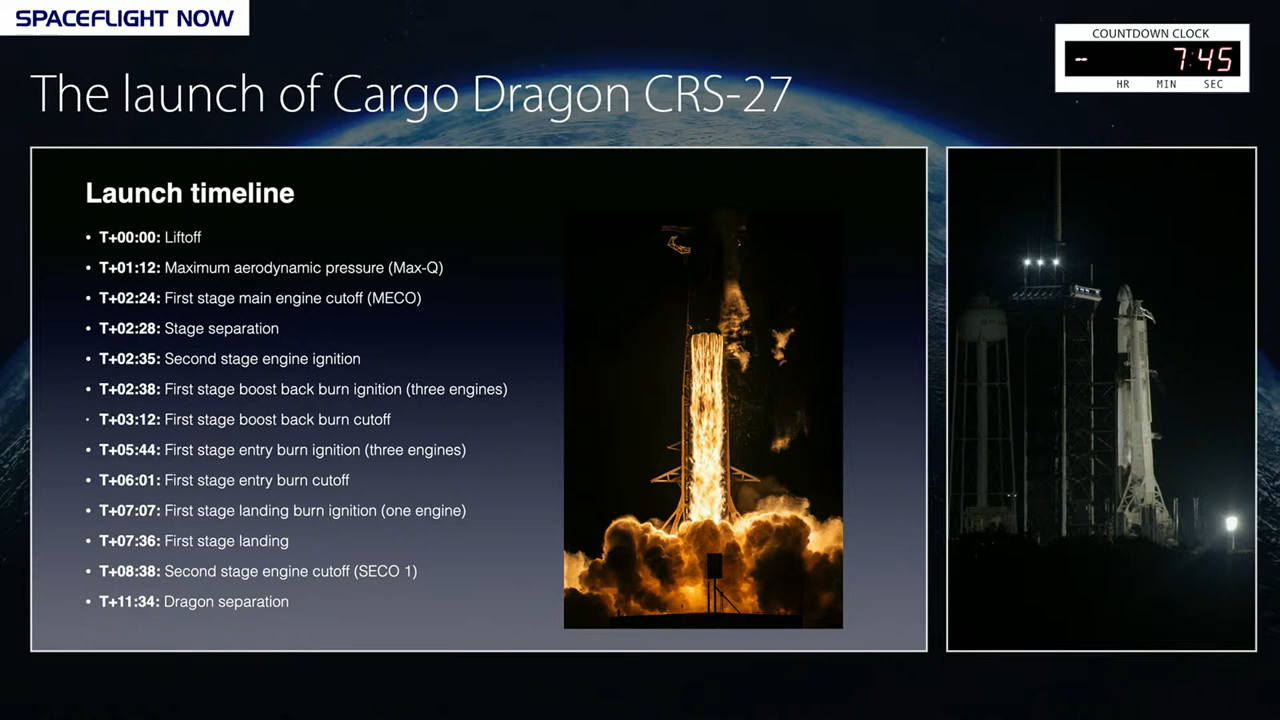 SPACEFLIGHT NOW
COUNTDOWN CLOCK
-- 7:45
HR MIN SEC
The launch of Cargo Dragon CRS-27
Launch timeline
• T+00:00: Liftoff
• T+01:12: Maximum aerodynamic pressure (Max-Q)
• T+02:24: First stage main engine cutoff (MECO)
• T+02:28: Stage separation
• T+02:35: Second stage engine ignition
• T+02:38: First stage boost back burn ignition (three engines)
• T+03:12: First stage boost back burn cutoff
• T+05:44: First stage entry burn ignition (three engines)
• T+06:01: First stage entry burn cutoff
• T+07:07: First stage landing burn ignition (one engine)
• T+07:36: First stage landing
• T+08:38: Second stage engine cutoff (SECO 1)
• T+11:34: Dragon separation